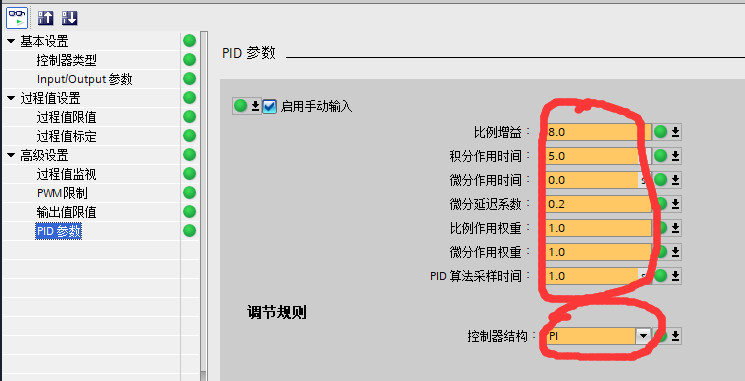 基本设置
控制器类型
Input/Output 参数
过程值设置
过程值限值
过程值标定
高级设置
过程值监视
PWM 限制
输出值限值
PID 参数
PID 参数
启用手动输入
比例增益： 8.0
积分作用时间： 5.0
微分作用时间： 0.0 s
微分延迟系数： 0.2
比例作用权重： 1.0
微分作用权重： 1.0
PID 算法采样时间： 1.0
调节规则
控制器结构： PI